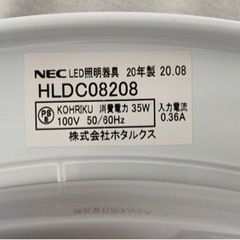 NEC LED照明器具 20年製 20.08
HLDC08208
PS E KOHRIKU 消費電力 35W 入力電流
100V 50/60Hz 0.36A
株式会社ホタルクス